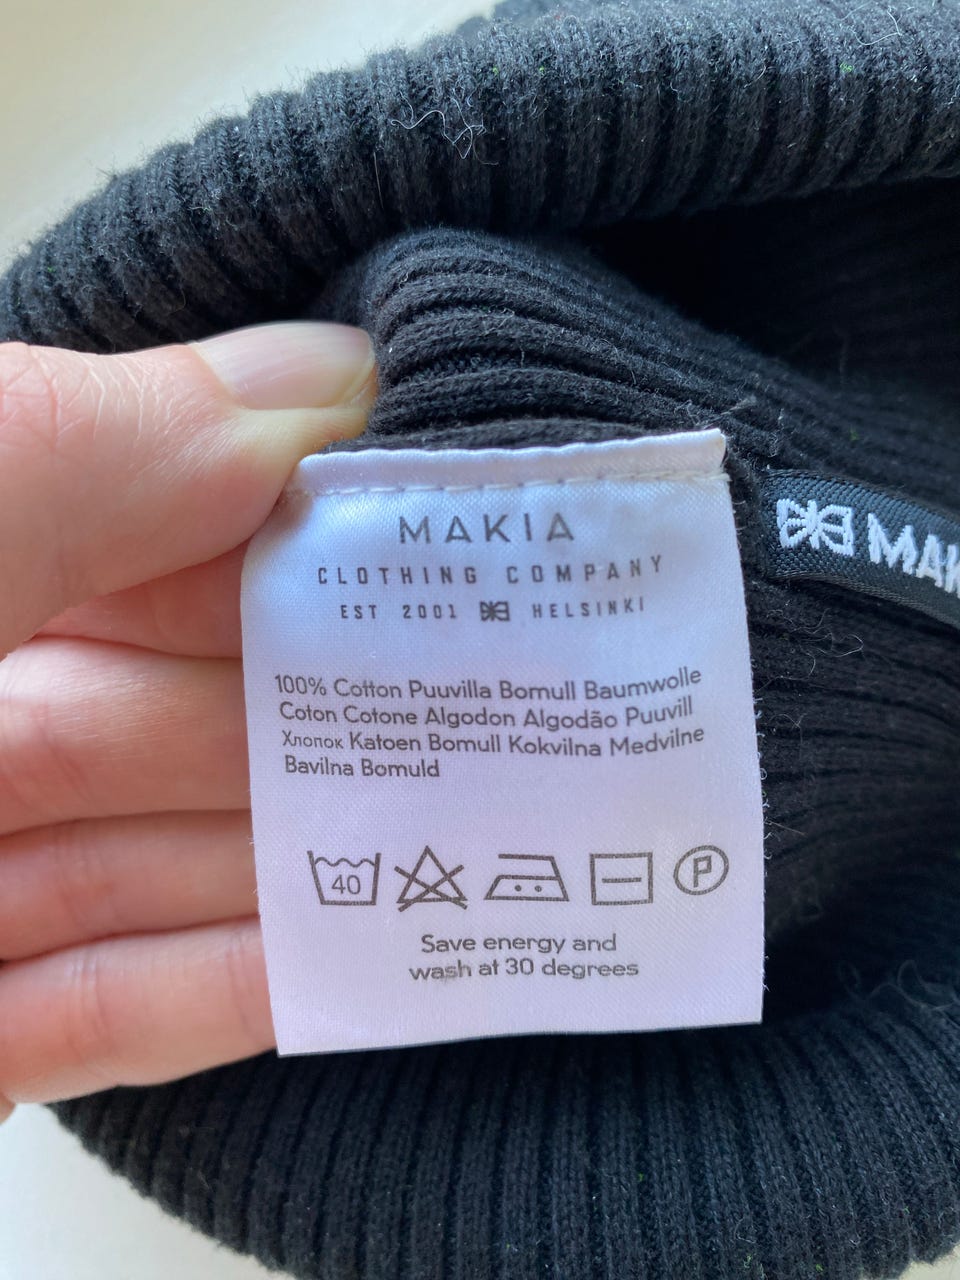 MAKIA
CLOTHING COMPANY
EST 2001 HELSINKI
100% Cotton Puuvilla Bomull Baumwolle
Coton Cotone Algodon Algodão Puuvill
Хлопок Katoen Bomull Kokvilna Medvilne
Bavilna Bomuld
40
P
Save energy and
wash at 30 degrees
MAK